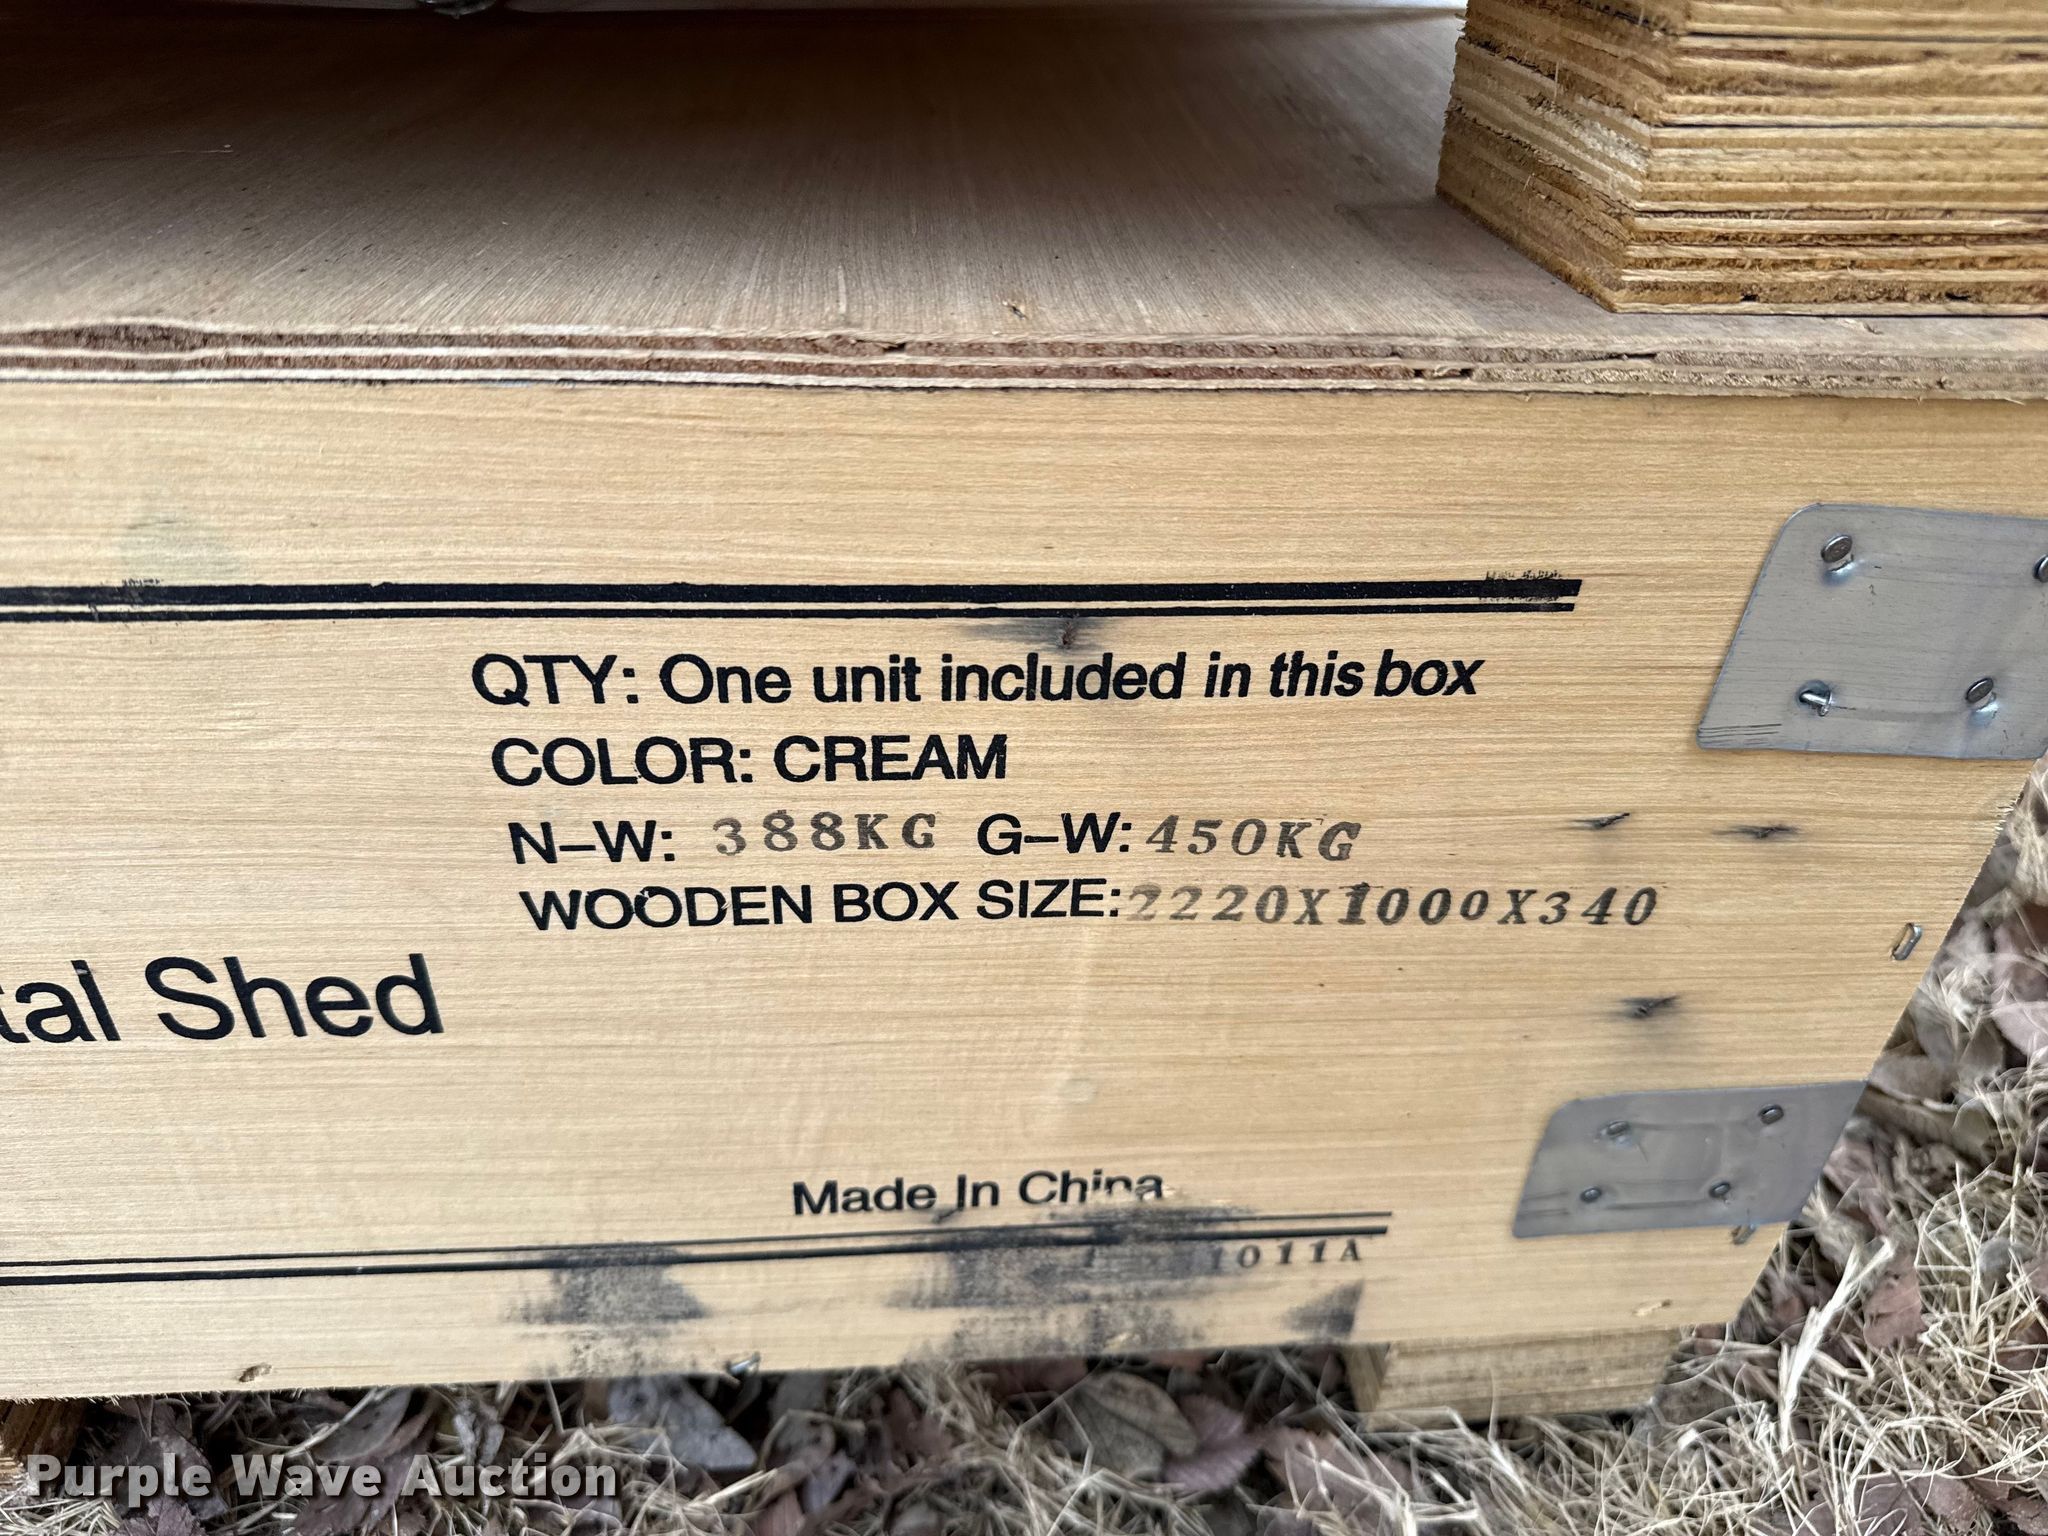 QTY: One unit included in this box
COLOR: CREAM
N-W: 388KG G-W: 450KG
WOODEN BOX SIZE: 2220X1000X340
Shed
Made In China
1011A
Purple Wave Auction